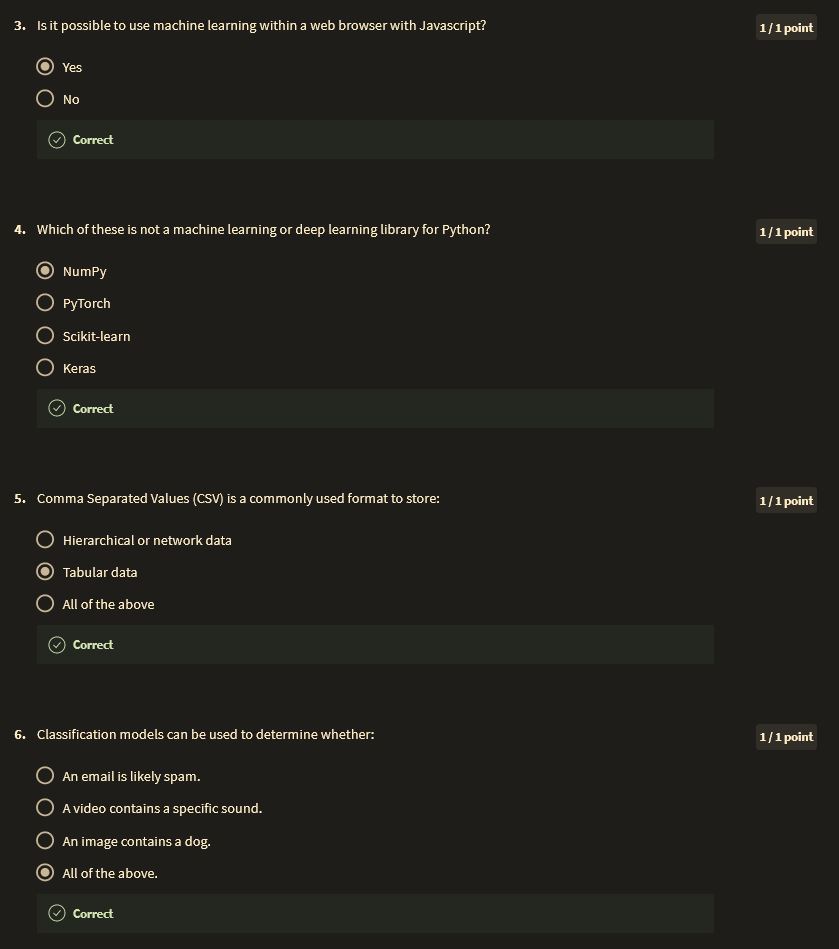 3. Is it possible to use machine learning within a web browser with Javascript?
1 / 1 point
Yes
No
Correct
4. Which of these is not a machine learning or deep learning library for Python?
1 / 1 point
NumPy
PyTorch
Scikit-learn
Keras
Correct
5. Comma Separated Values (CSV) is a commonly used format to store:
1 / 1 point
Hierarchical or network data
Tabular data
All of the above
Correct
6. Classification models can be used to determine whether:
1 / 1 point
An email is likely spam.
A video contains a specific sound.
An image contains a dog.
All of the above.
Correct